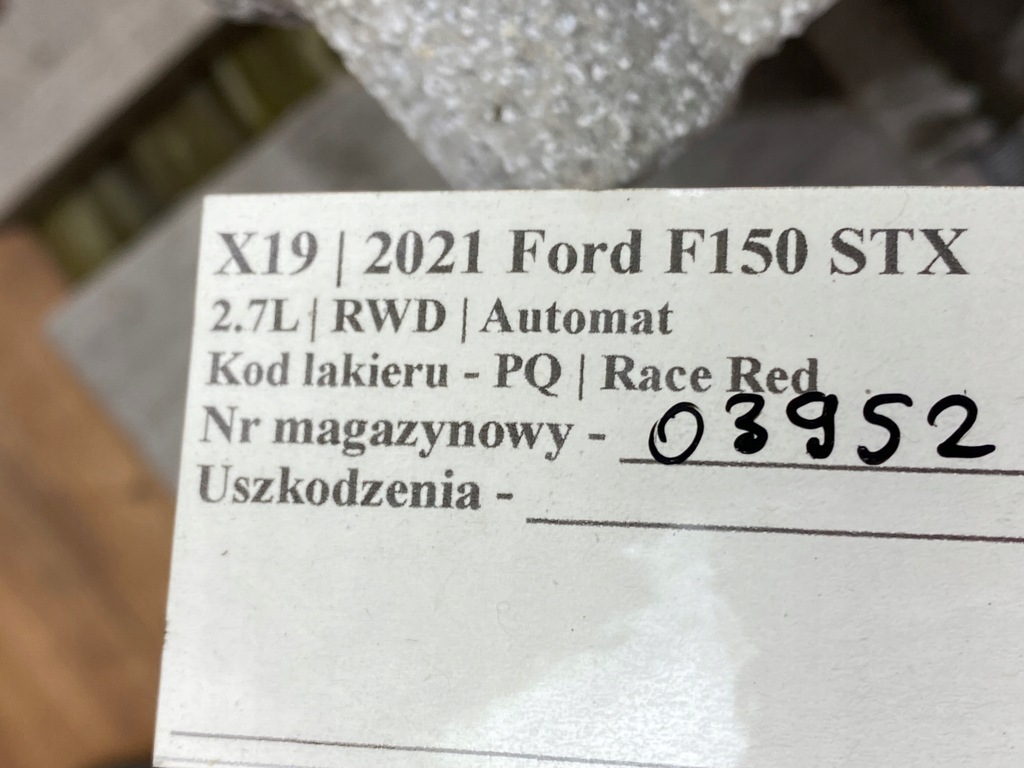 X19 | 2021 Ford F150 STX
2.7L | RWD | Automat
Kod lakieru - PQ | Race Red
Nr magazynowy - 03952
Uszkodzenia -